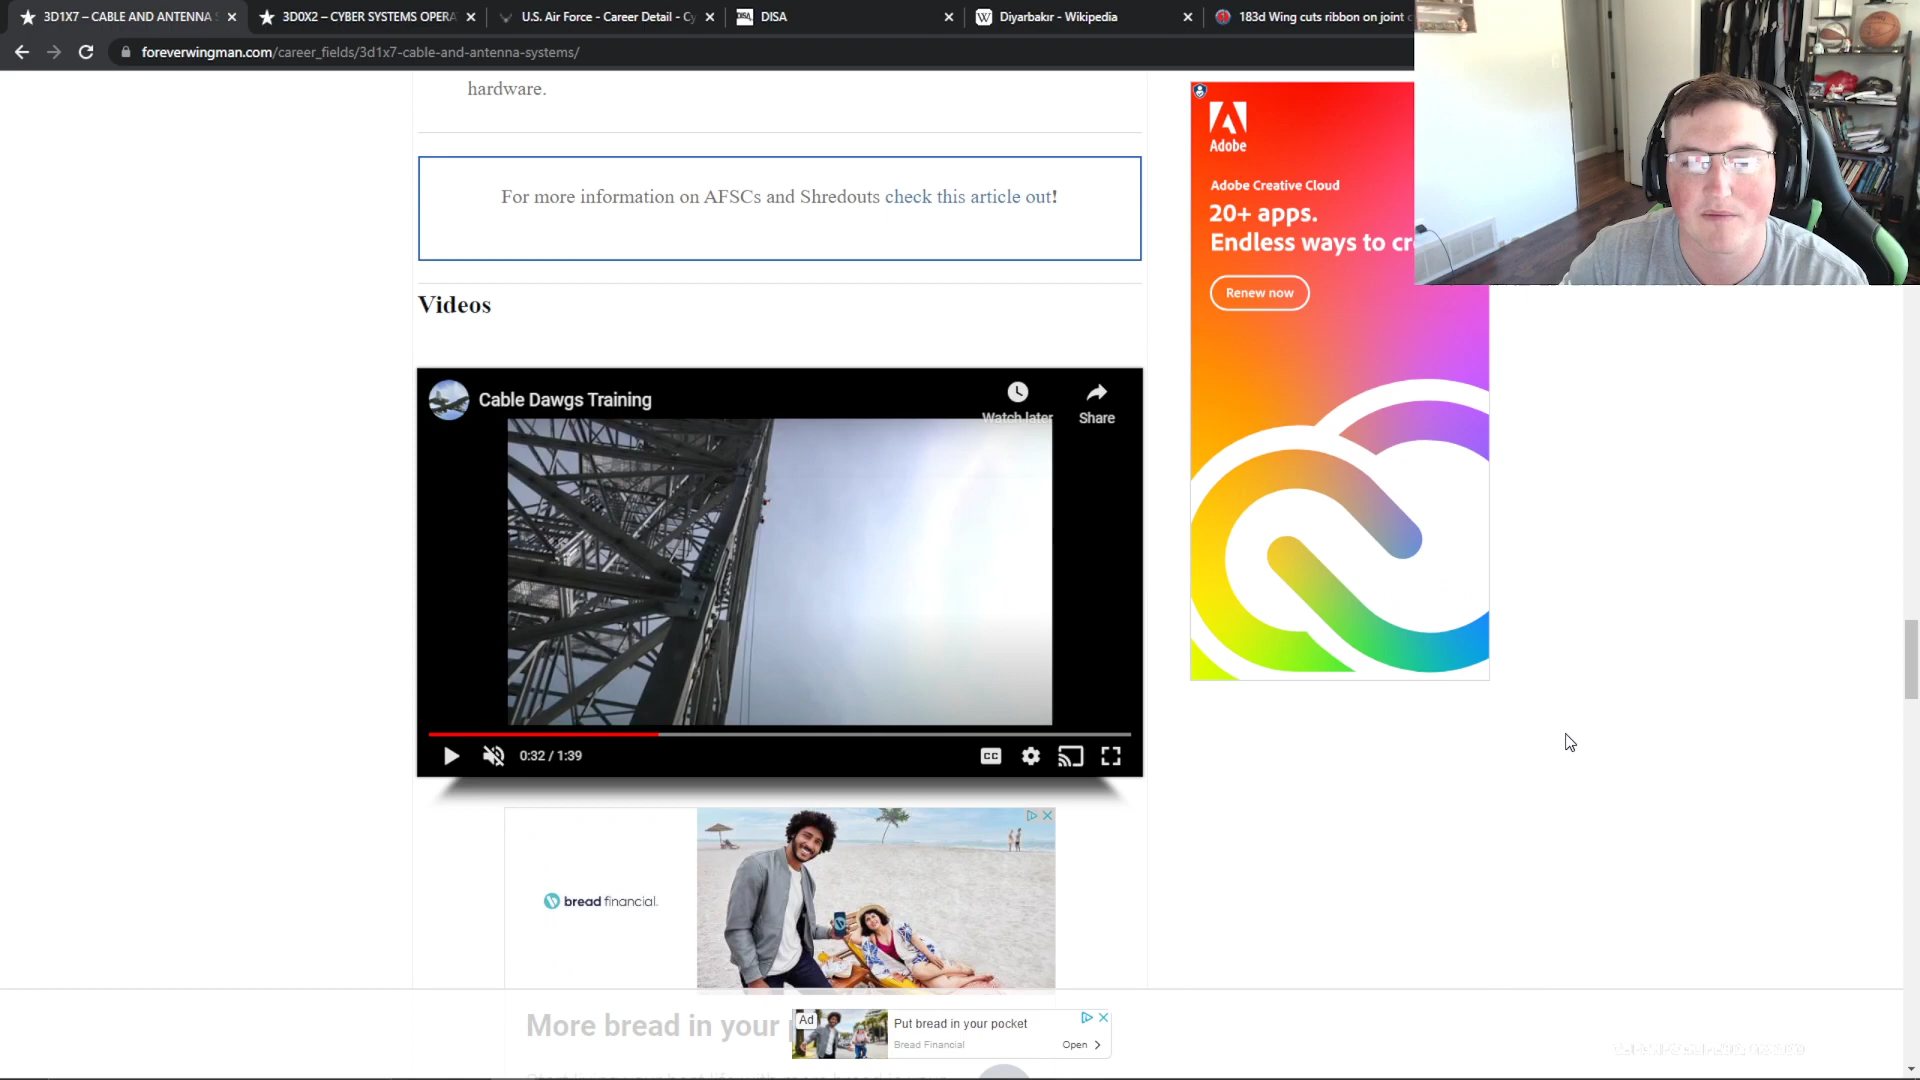 3D1X7 – CABLE AND ANTENNA S
3D0X2 – CYBER SYSTEMS OPERA
U.S. Air Force - Career Detail - Cy
DISA
Diyarbakır - Wikipedia
183d Wing cuts ribbon on joint c
foreverwingman.com/career_fields/3d1x7-cable-and-antenna-systems/
hardware.
For more information on AFSCs and Shredouts check this article out!
Videos
Cable Dawgs Training
Watch later
Share
0:32 / 1:39
CC
Adobe
Adobe Creative Cloud
20+ apps.
Endless ways to cr
Renew now
bread financial.
More bread in your
Ad
Put bread in your pocket
Bread Financial
Open